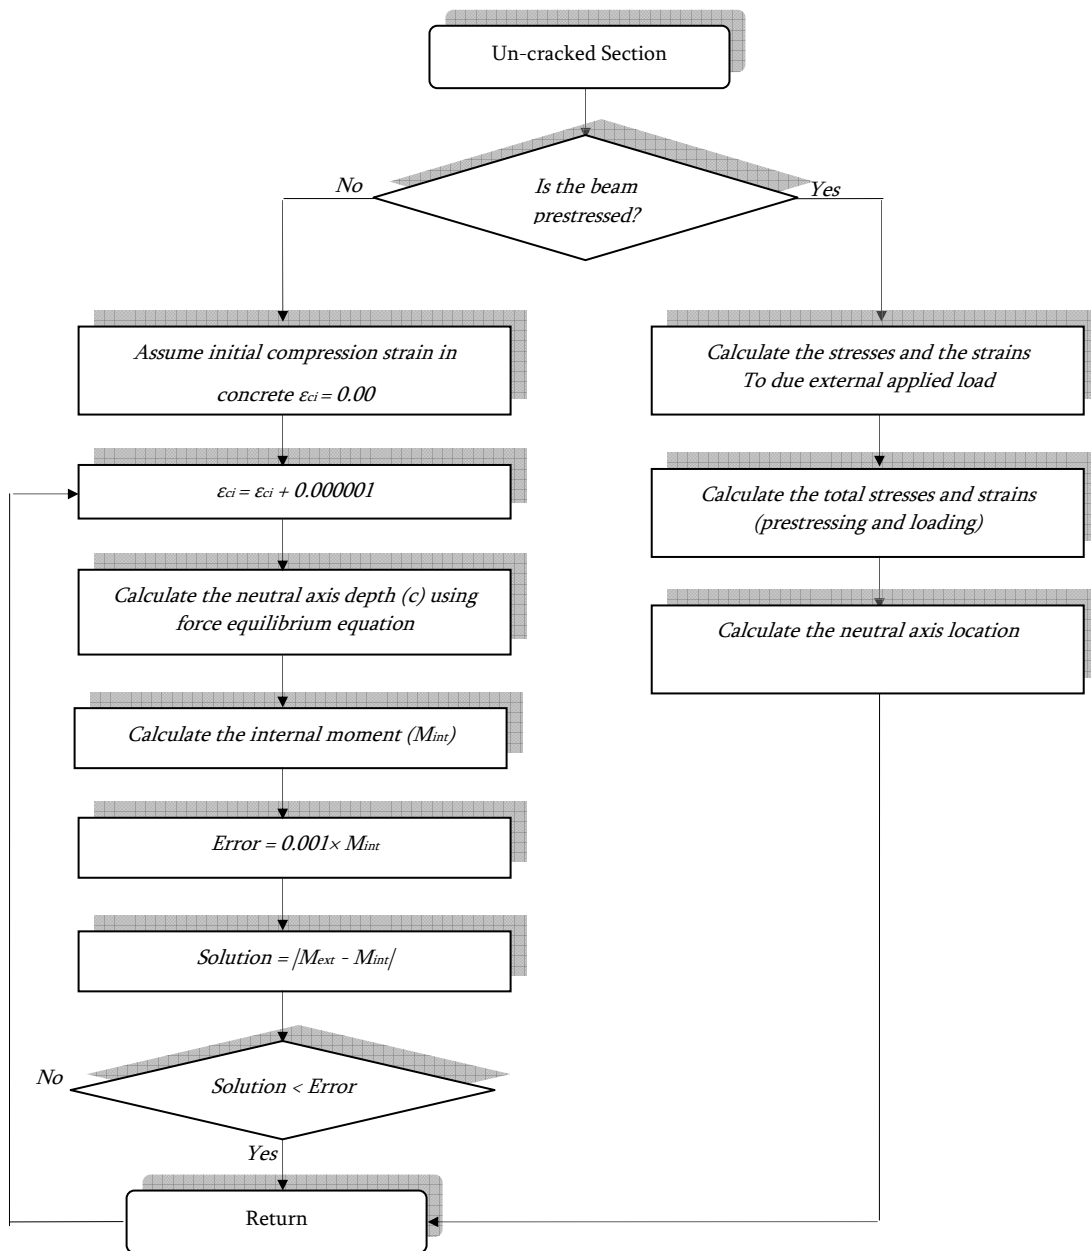 Un-cracked Section
Is the beam
prestressed?
No
Yes
Assume initial compression strain in
concrete εci = 0.00
εci = εci + 0.000001
Calculate the neutral axis depth (c) using
force equilibrium equation
Calculate the internal moment (Mint)
Error = 0.001× Mint
Solution = |Mext - Mint|
Solution < Error
No
Yes
Calculate the stresses and the strains
To due external applied load
Calculate the total stresses and strains
(prestressing and loading)
Calculate the neutral axis location
Return